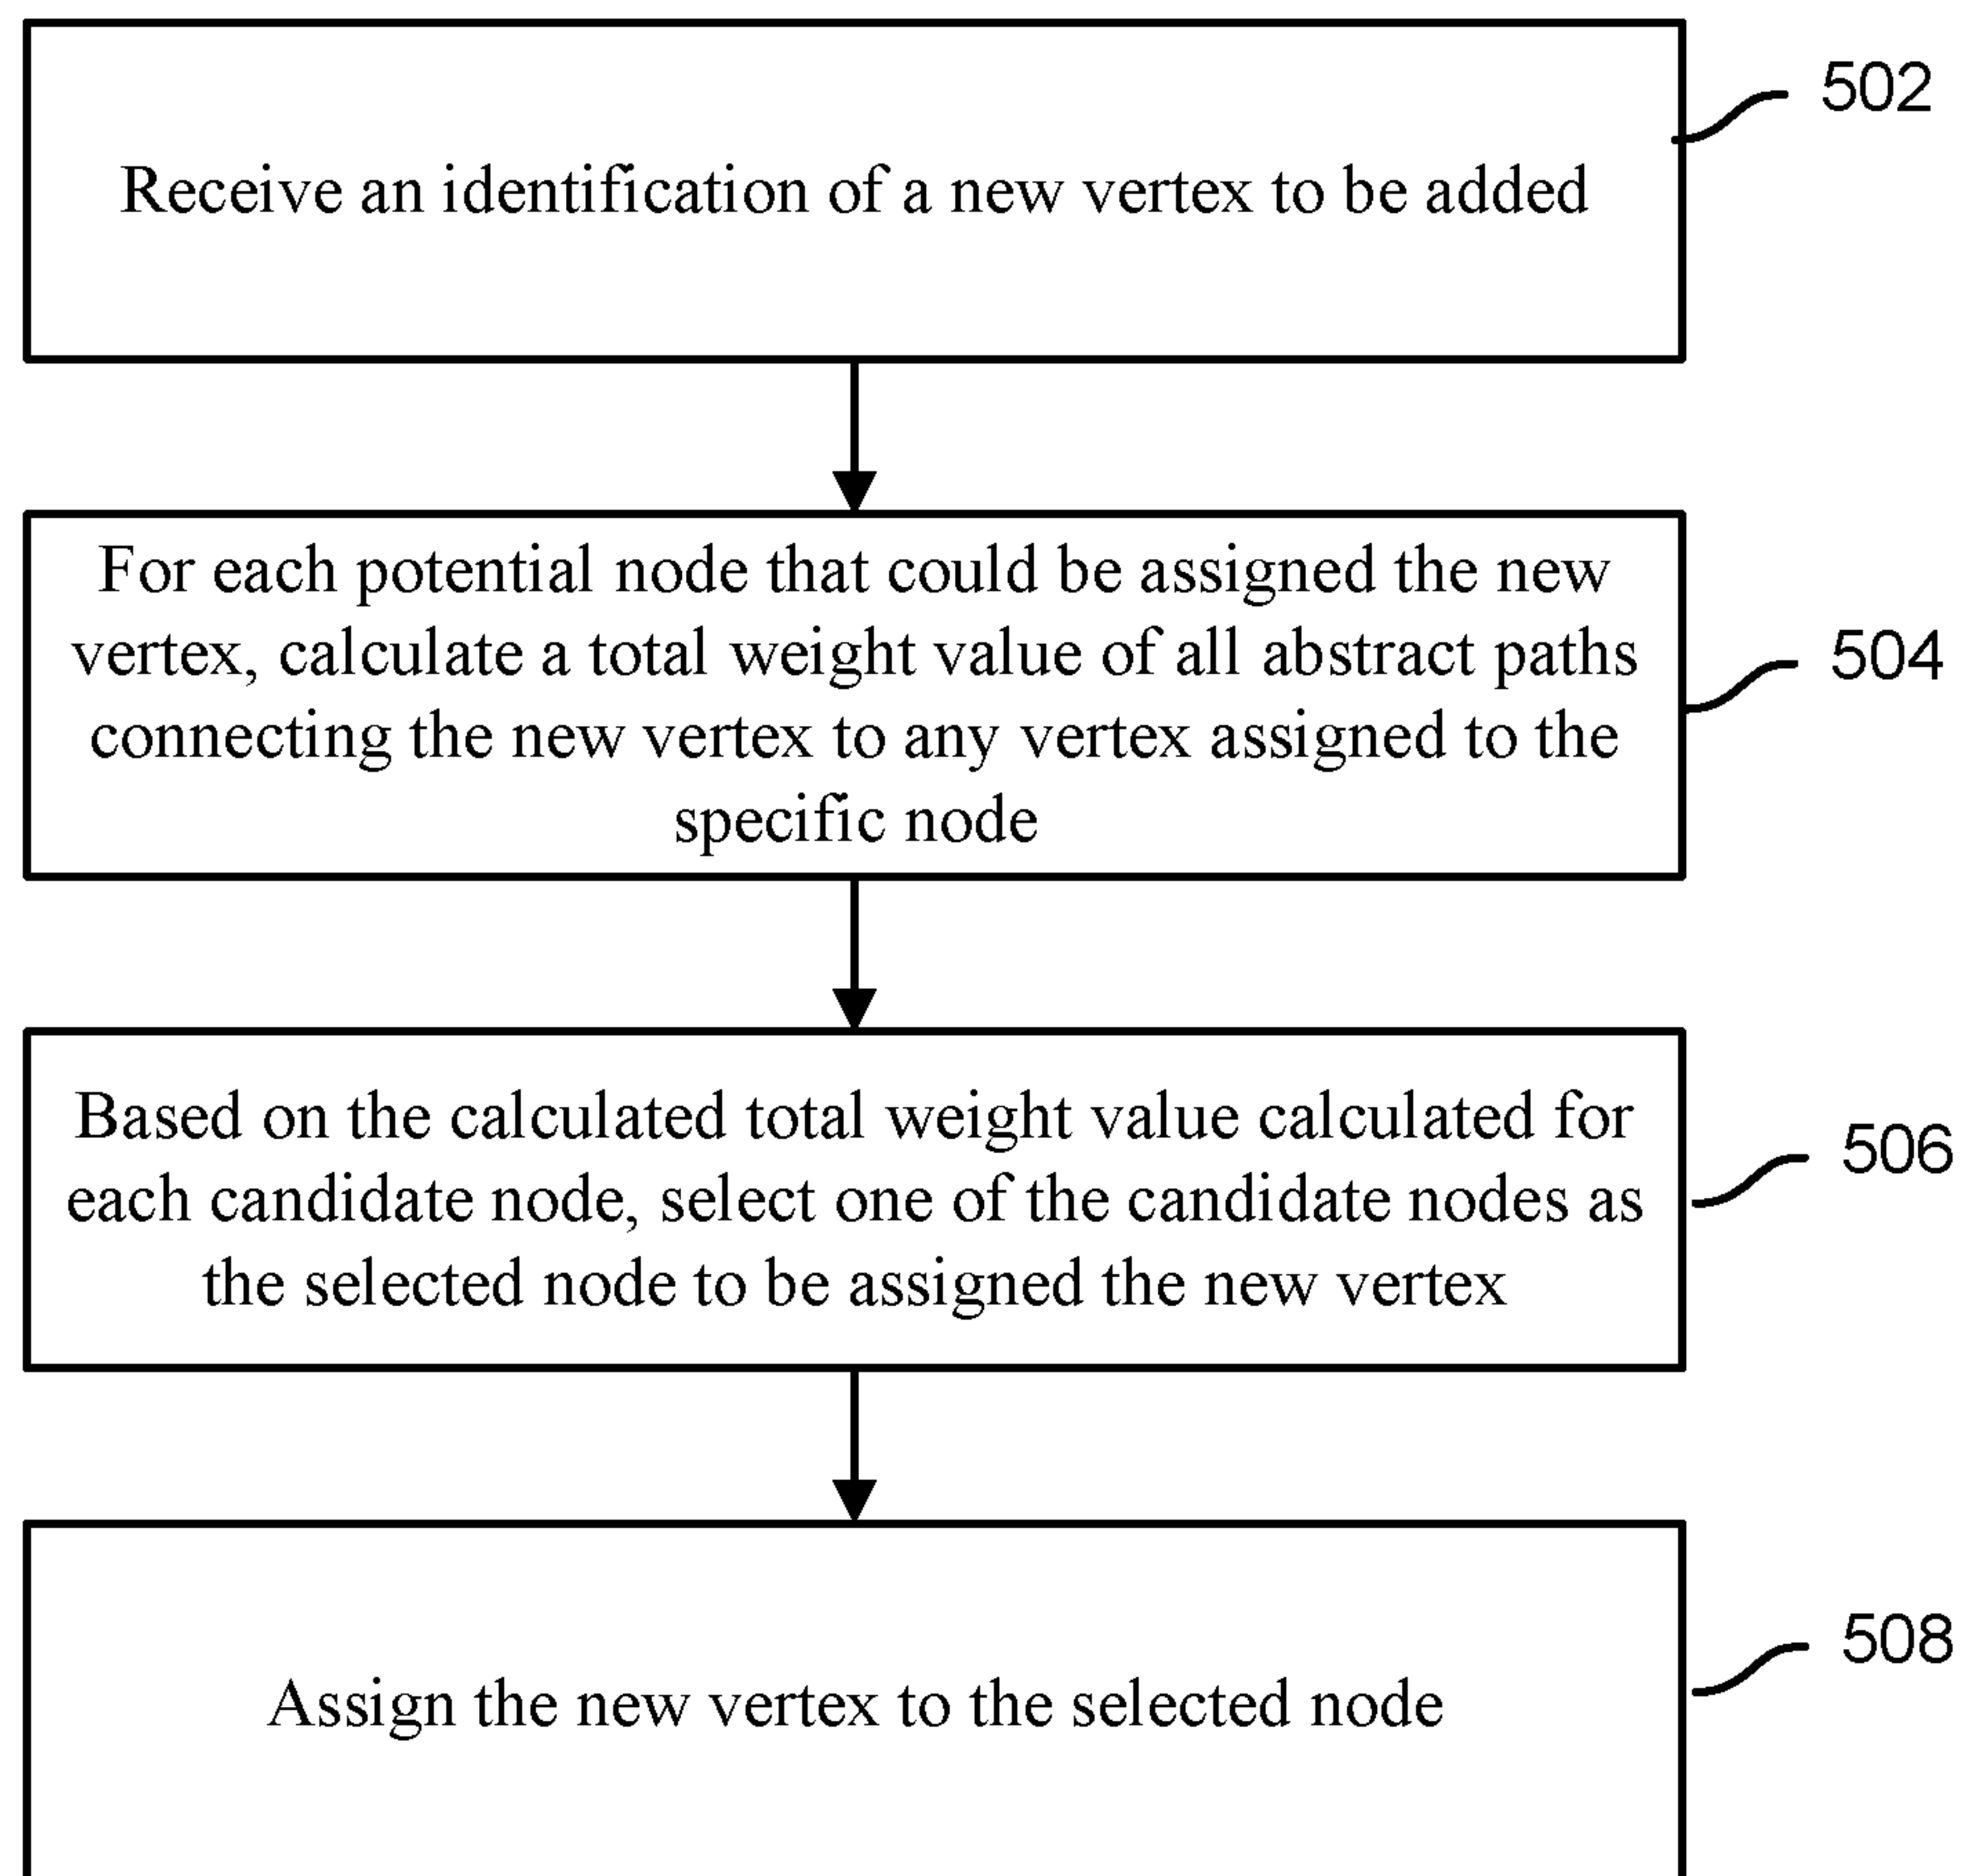 Receive an identification of a new vertex to be added
502
For each potential node that could be assigned the new
vertex, calculate a total weight value of all abstract paths
connecting the new vertex to any vertex assigned to the
specific node
504
Based on the calculated total weight value calculated for
each candidate node, select one of the candidate nodes as
the selected node to be assigned the new vertex
506
Assign the new vertex to the selected node
508